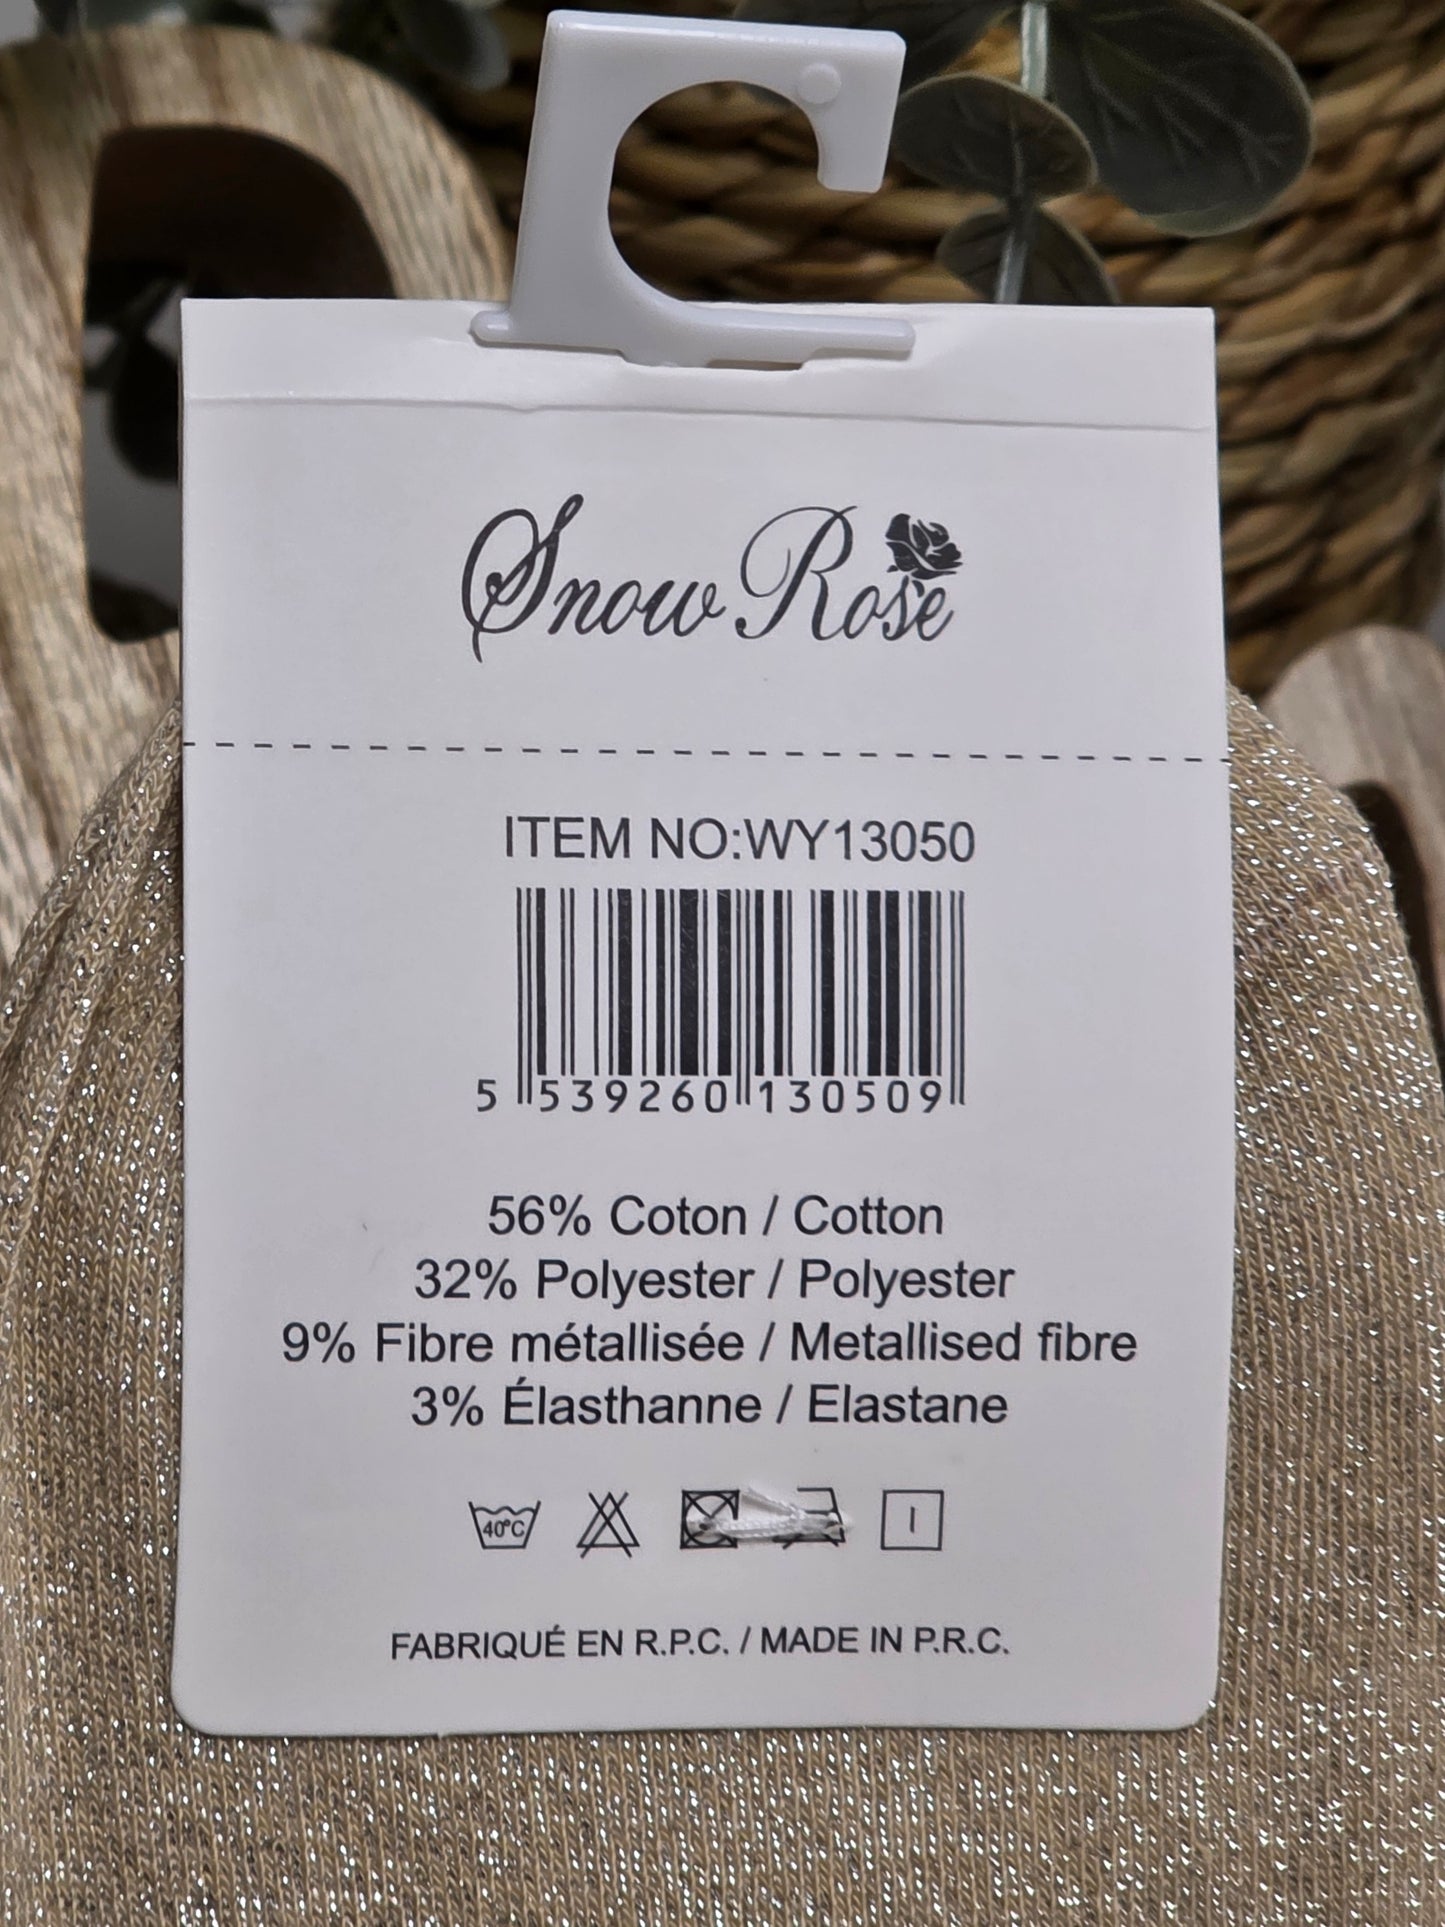 Snow Rose
ITEM NO:WY13050
5 539260 130509
56% Coton / Cotton
32% Polyester / Polyester
9% Fibre métallisée / Metallised fibre
3% Élasthanne / Elastane
40°C
FABRIQUÉ EN R.P.C. / MADE IN P.R.C.